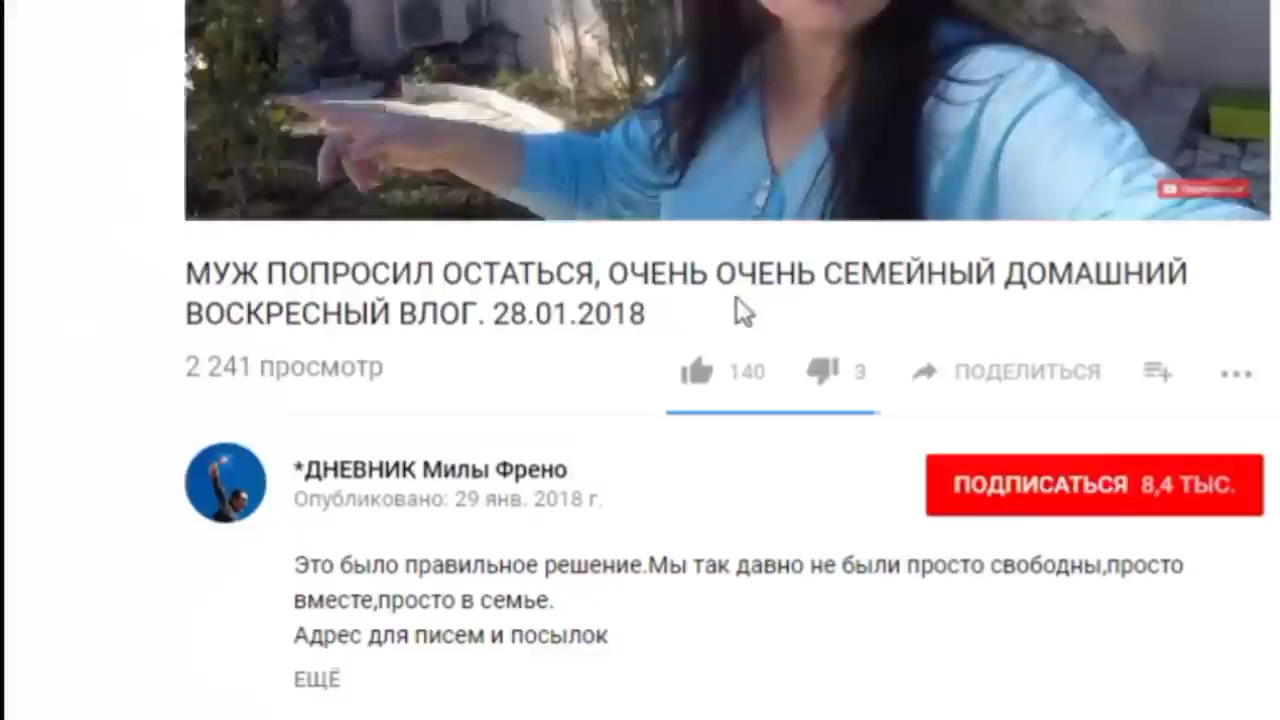 МУЖ ПОПРОСИЛ ОСТАТЬСЯ, ОЧЕНЬ ОЧЕНЬ СЕМЕЙНЫЙ ДОМАШНИЙ
ВОСКРЕСНЫЙ ВЛОГ. 28.01.2018
2 241 просмотр
140 3 ПОДЕЛИТЬСЯ
*ДНЕВНИК Милы Френо
Опубликовано: 29 янв. 2018 г.
ПОДПИСАТЬСЯ 8,4 ТЫС.
Это было правильное решение.Мы так давно не были просто свободны,просто
вместе,просто в семье.
Адрес для писем и посылок
ЕЩЁ